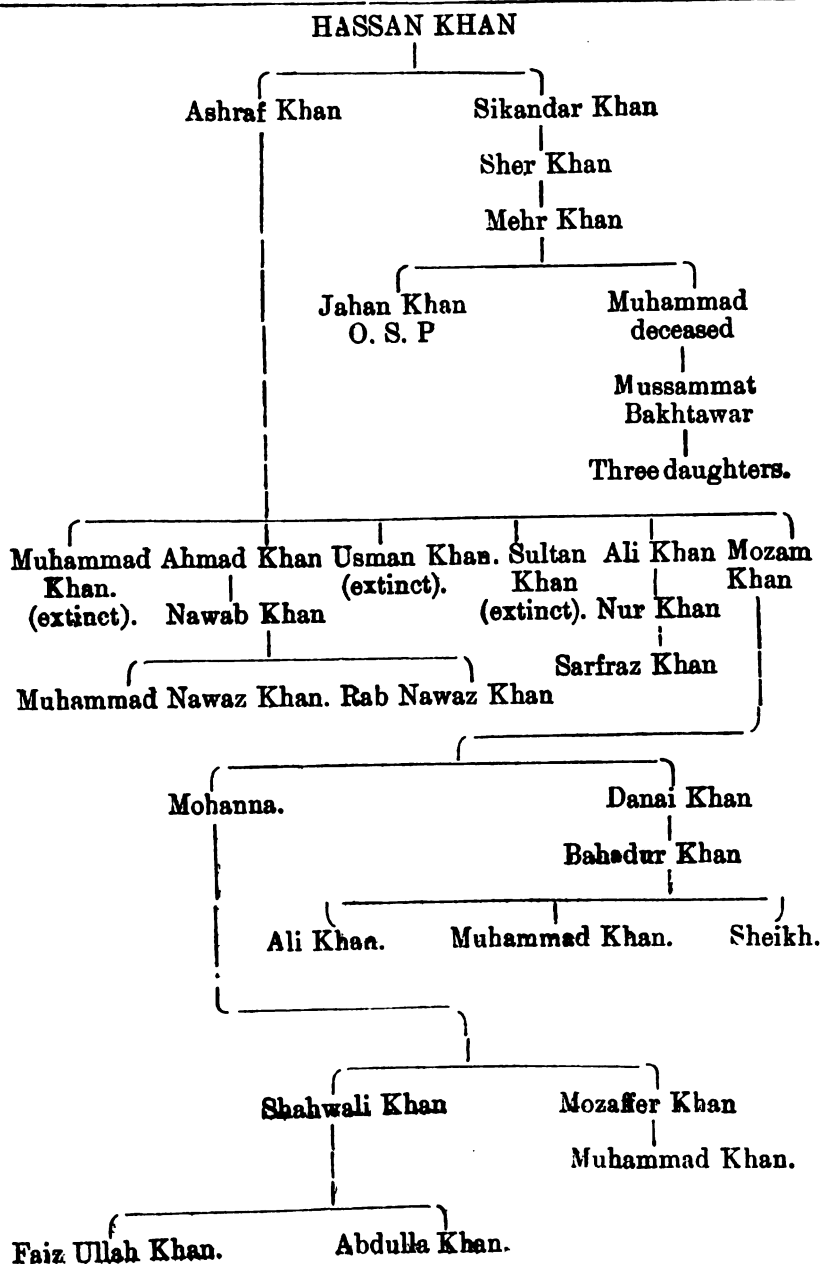 HASSAN KHAN
Ashraf Khan Sikandar Khan
Sher Khan
Mehr Khan
Jahan Khan Muhammad
O. S. P deceased
Mussammat
Bakhtawar
Three daughters.
Muhammad Ahmad Khan Usman Khan. Sultan Ali Khan Mozam
Khan. (extinct). Khan Khan
(extinct). Nawab Khan (extinct). Nur Khan
Sarfraz Khan
Muhammad Nawaz Khan. Rab Nawaz Khan
Mohanna. Danai Khan
Bahadur Khan
Ali Khan. Muhammad Khan. Sheikh.
Shahwali Khan Mozaffer Khan
Muhammad Khan.
Faiz Ullah Khan. Abdulla Khan.